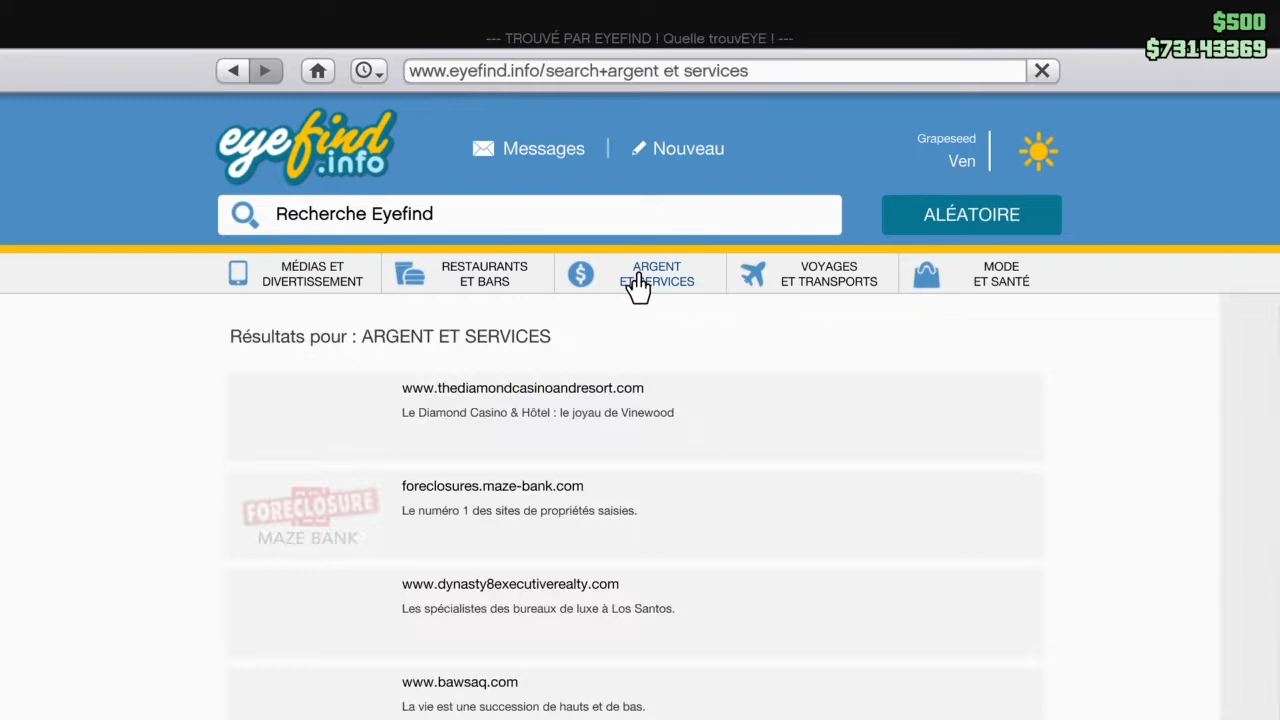 $500
--- TROUVÉ PAR EYEFIND ! Quelle trouvEYE ! ---
$73143369
www.eyefind.info/search+argent et services
eyefind
.info
Messages
Nouveau
Grapeseed
Ven
Recherche Eyefind
ALÉATOIRE
MÉDIAS ET
DIVERTISSEMENT
RESTAURANTS
ET BARS
ARGENT
ET SERVICES
VOYAGES
ET TRANSPORTS
MODE
ET SANTÉ
Résultats pour : ARGENT ET SERVICES
www.thediamondcasinoandresort.com
Le Diamond Casino & Hôtel : le joyau de Vinewood
foreclosures.maze-bank.com
Le numéro 1 des sites de propriétés saisies.
FORECLOSURE
MAZE BANK
www.dynasty8executiverealty.com
Les spécialistes des bureaux de luxe à Los Santos.
www.bawsaq.com
La vie est une succession de hauts et de bas.